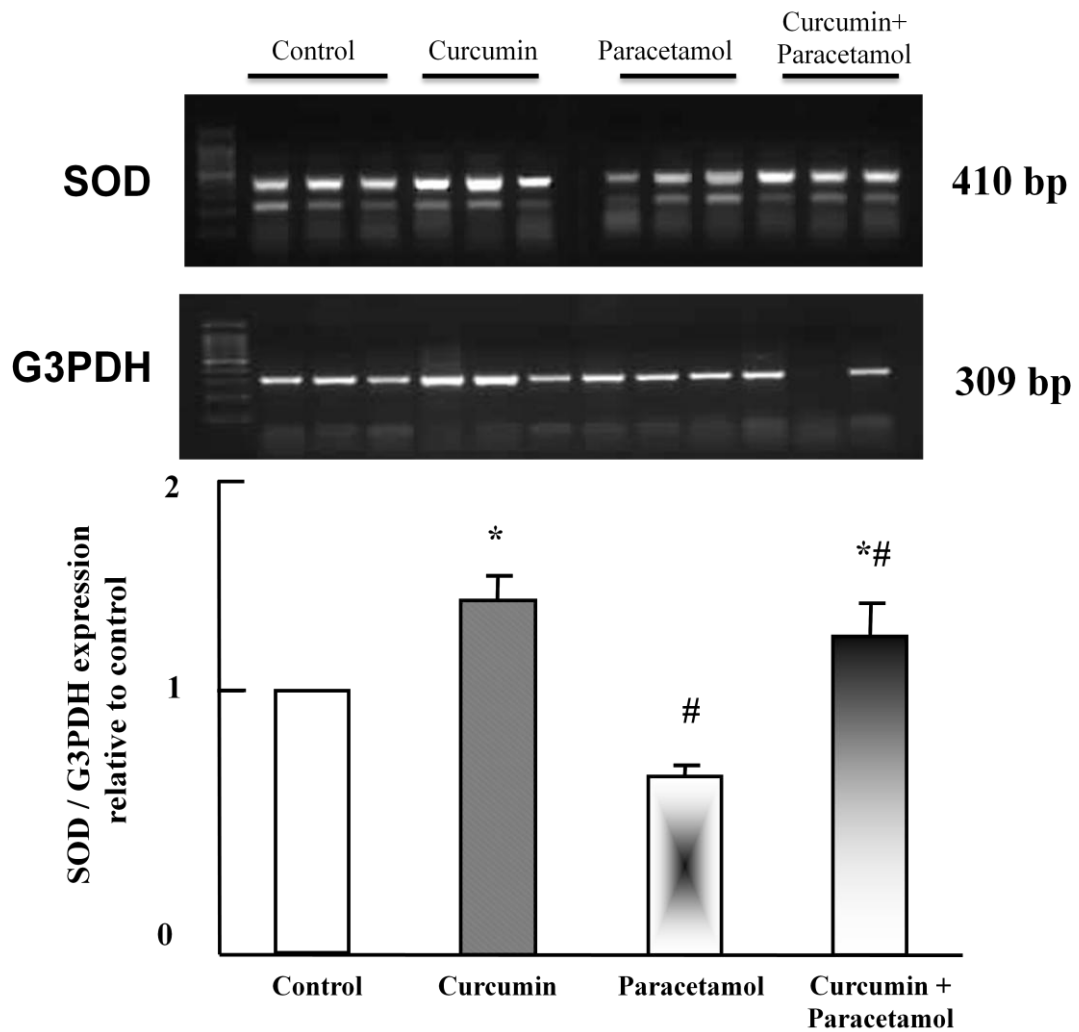 Control
Curcumin
Paracetamol
Curcumin+
Paracetamol
SOD
410 bp
G3PDH
309 bp
SOD / G3PDH expression
relative to control
2
1
0
*
#
*#
Control
Curcumin
Paracetamol
Curcumin +
Paracetamol